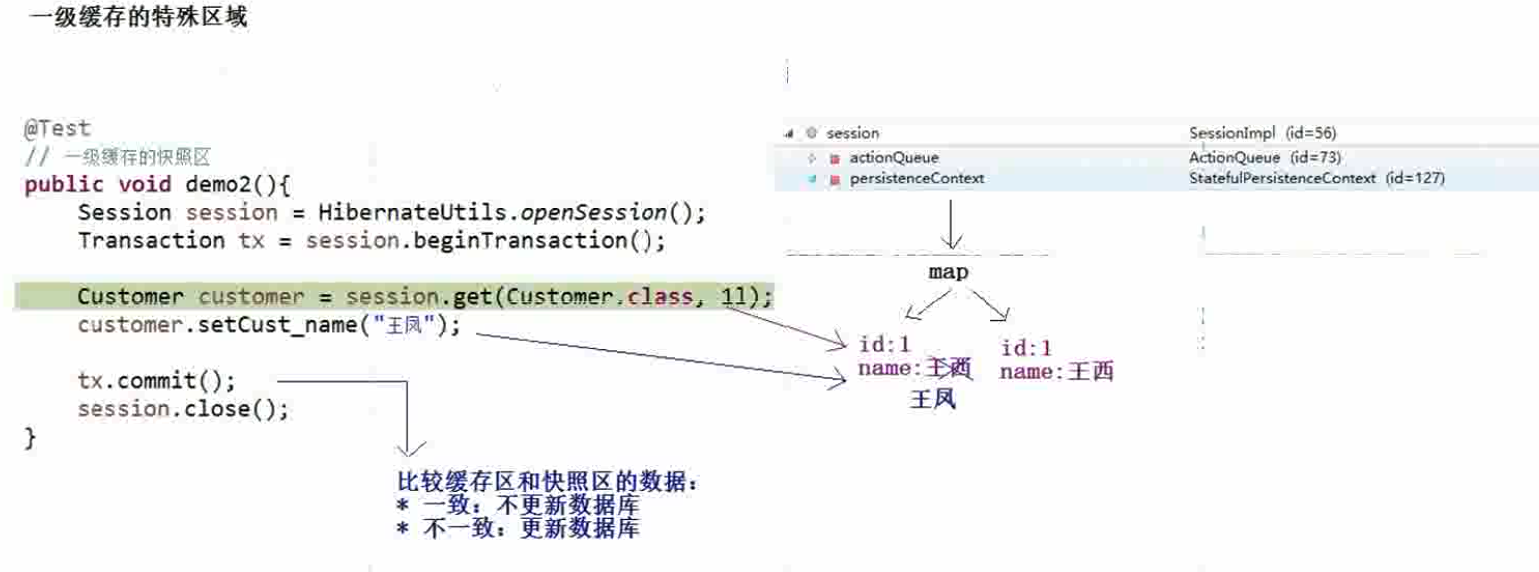 一级缓存的特殊区域
@Test
// 一级缓存的快照区
public void demo2(){
Session session = HibernateUtils.openSession();
Transaction tx = session.beginTransaction();
Customer customer = session.get(Customer.class, 1l);
customer.setCust_name("王凤");
tx.commit();
session.close();
}
比较缓存区和快照区的数据：
* 一致：不更新数据库
* 不一致：更新数据库
session SessionImpl (id=56)
actionQueue ActionQueue (id=73)
persistenceContext StatefulPersistenceContext (id=127)
map
id:1
name:王西
王凤
id:1
name:王西